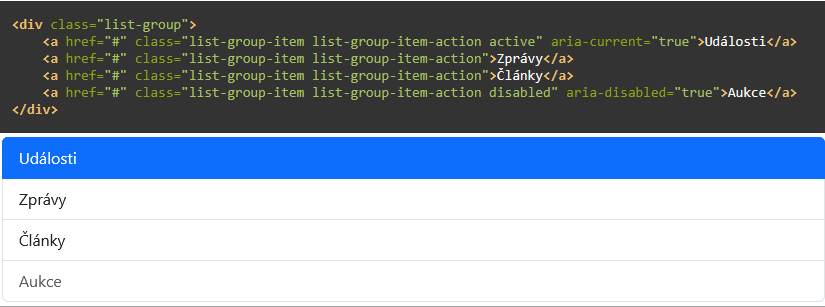 <div class="list-group">
    <a href="#" class="list-group-item list-group-item-action active" aria-current="true">Události</a>
    <a href="#" class="list-group-item list-group-item-action">Zprávy</a>
    <a href="#" class="list-group-item list-group-item-action">Články</a>
    <a href="#" class="list-group-item list-group-item-action disabled" aria-disabled="true">Aukce</a>
</div>
Události
Zprávy
Články
Aukce